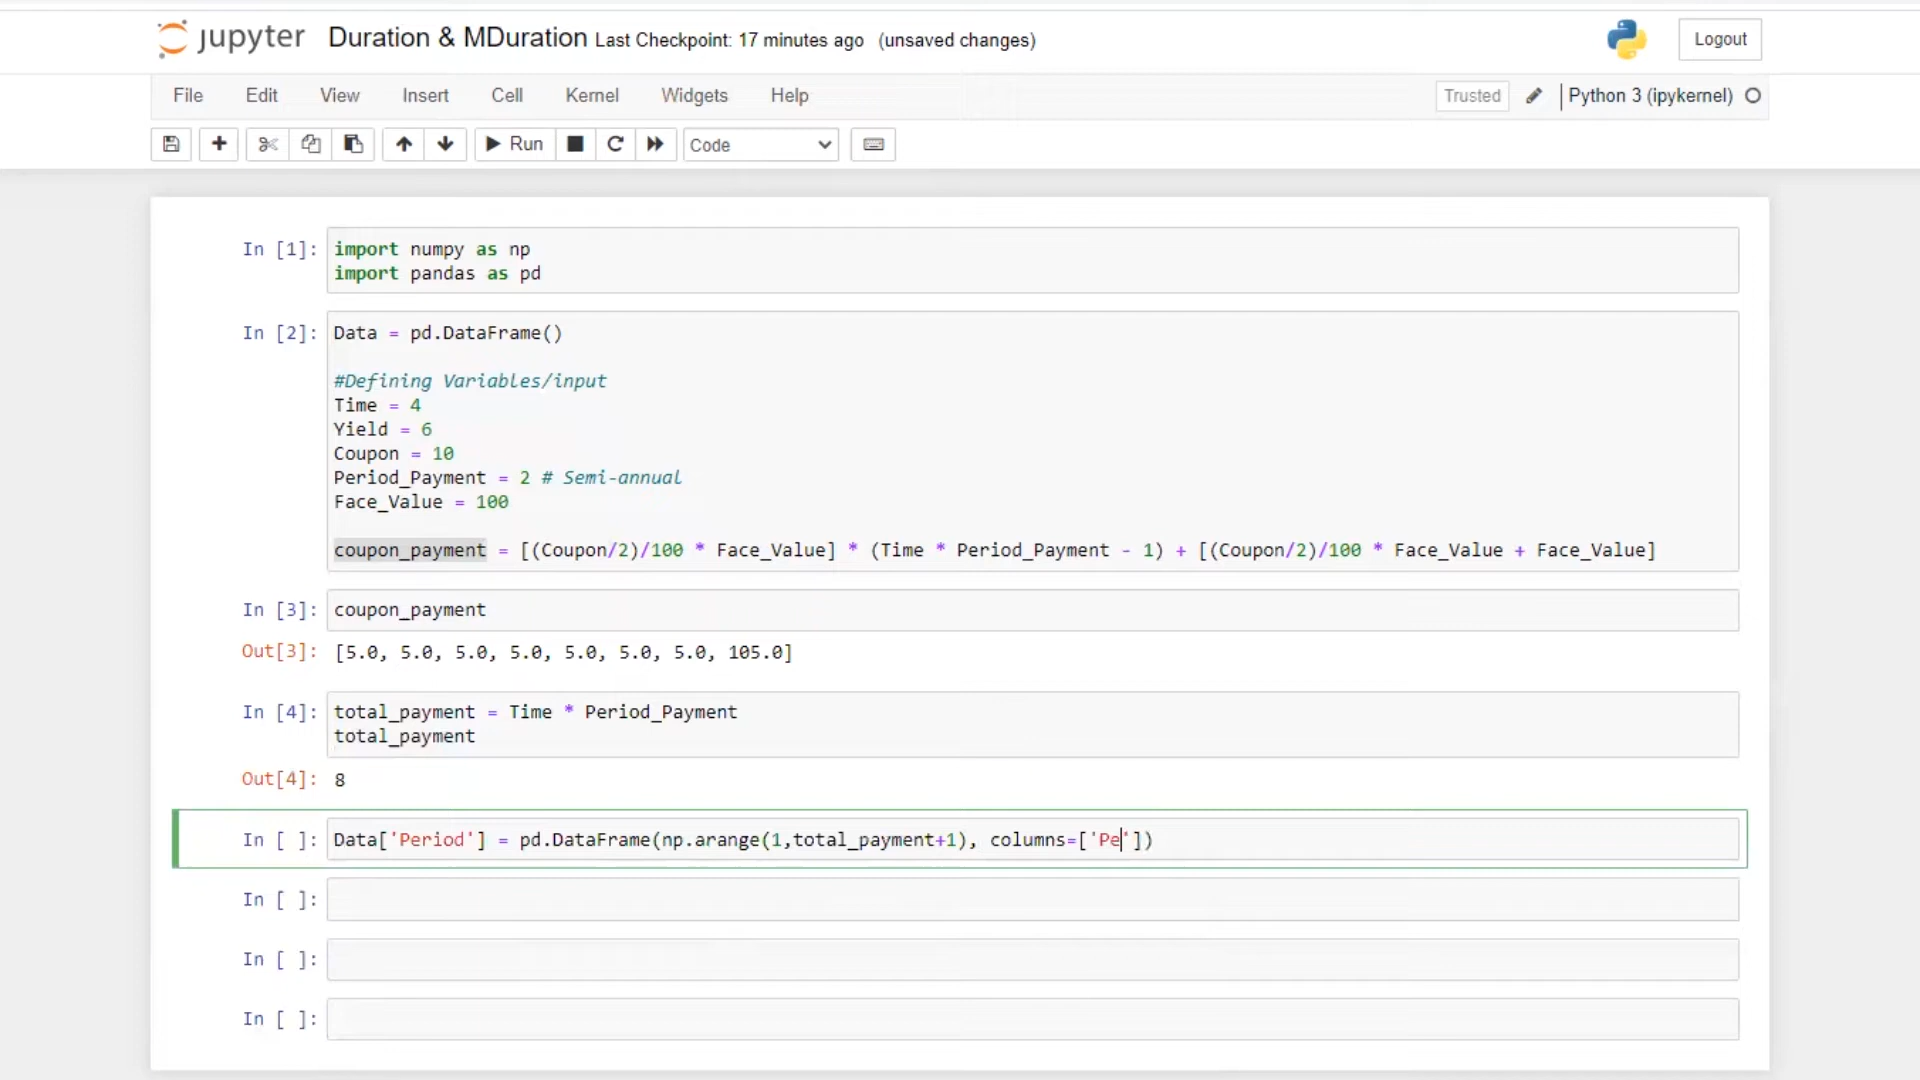 jupyter Duration & MDuration Last Checkpoint: 17 minutes ago (unsaved changes) Logout
File Edit View Insert Cell Kernel Widgets Help Trusted Python 3 (ipykernel)
Run Code
In [1]: import numpy as np
import pandas as pd
In [2]: Data = pd.DataFrame()
#Defining Variables/input
Time = 4
Yield = 6
Coupon = 10
Period_Payment = 2 # Semi-annual
Face_Value = 100
coupon_payment = [(Coupon/2)/100 * Face_Value] * (Time * Period_Payment - 1) + [(Coupon/2)/100 * Face_Value + Face_Value]
In [3]: coupon_payment
Out[3]: [5.0, 5.0, 5.0, 5.0, 5.0, 5.0, 5.0, 105.0]
In [4]: total_payment = Time * Period_Payment
total_payment
Out[4]: 8
In [ ]: Data['Period'] = pd.DataFrame(np.arange(1,total_payment+1), columns=['Pe'])
In [ ]:
In [ ]:
In [ ]: